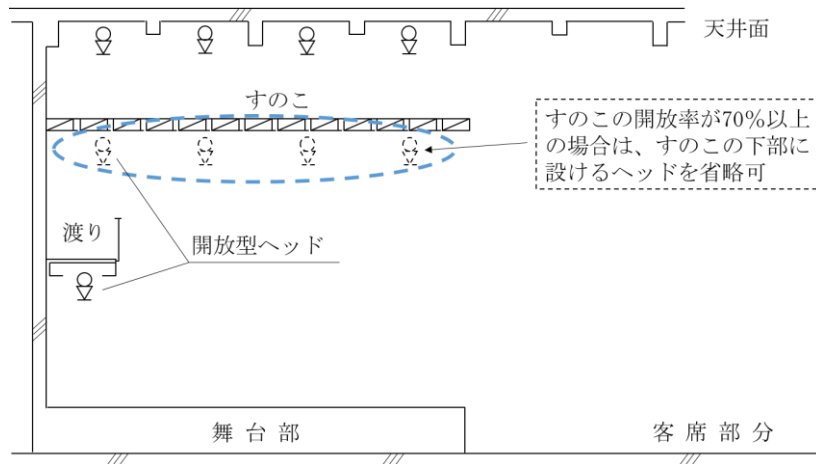 天井面
すのこ
すのこの開放率が70%以上
の場合は、すのこの下部に
設けるヘッドを省略可
渡り
開放型ヘッド
舞台部
客席部分